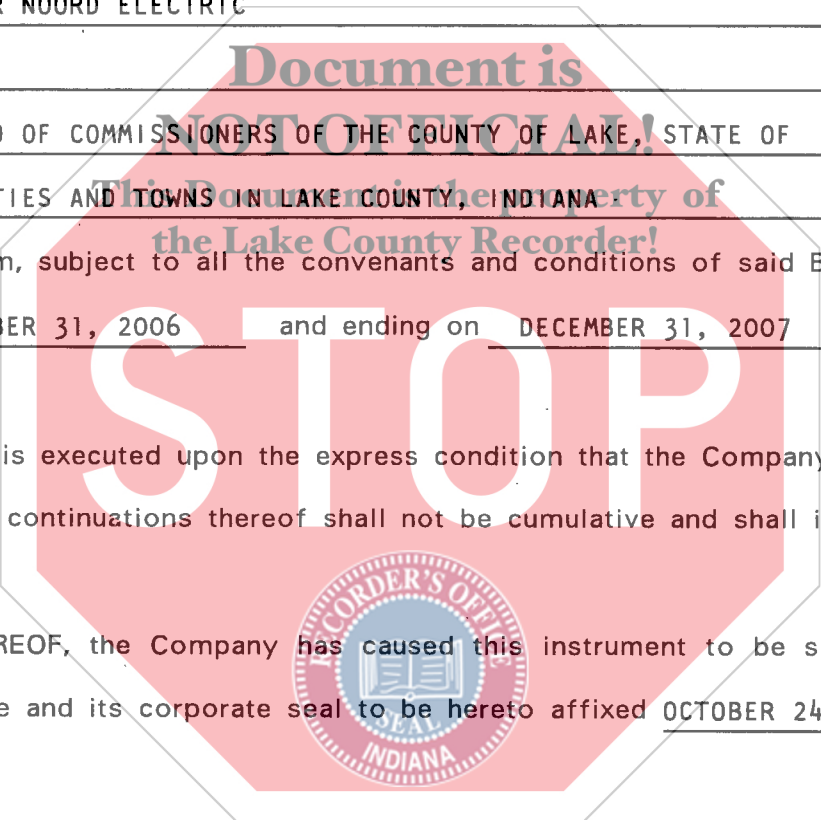 R NOORD ELECTRIC
Document is
NOT OFFICIAL!
OF COMMISSIONERS OF THE COUNTY OF LAKE, STATE OF
This Document is the property of
TIES AND TOWNS IN LAKE COUNTY, INDIANA
the Lake County Recorder!
m, subject to all the convenants and conditions of said B
BER 31, 2006 and ending on DECEMBER 31, 2007
STOP
is executed upon the express condition that the Company
continuations thereof shall not be cumulative and shall i
RECORDER'S OFFICE
REOF, the Company has caused this instrument to be s
e and its corporate seal to be hereto affixed OCTOBER 24
SEAL
INDIANA